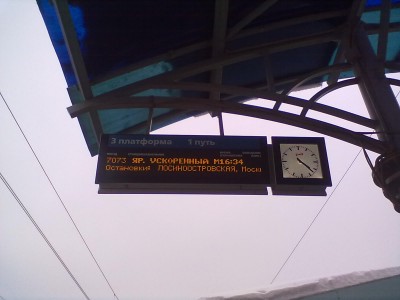 3 платформа 1 путь
7073 ЯР. УСКОРЕННЫЙ М16:34
Остановки ЛОСИНООСТРОВСКАЯ, Моск